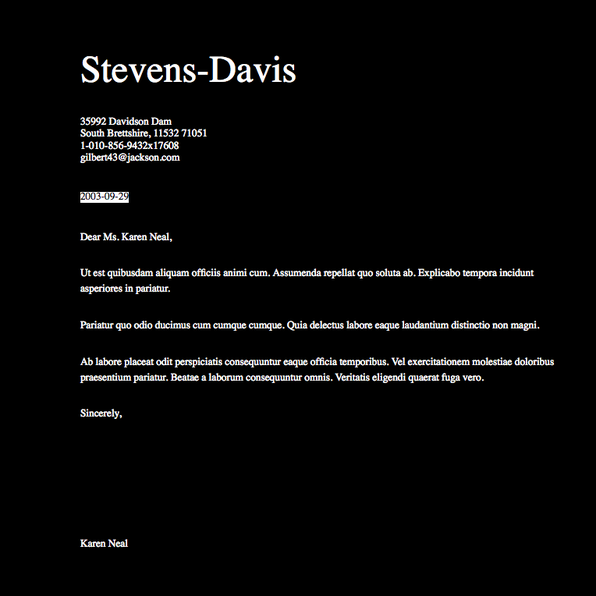 Stevens-Davis
35992 Davidson Dam
South Brettshire, 11532 71051
1-010-856-9432x17608
gilbert43@jackson.com
2003-09-29
Dear Ms. Karen Neal,
Ut est quibusdam aliquam officiis animi cum. Assumenda repellat quo soluta ab. Explicabo tempora incidunt
asperiores in pariatur.
Pariatur quo odio ducimus cum cumque cumque. Quia delectus labore eaque laudantium distinctio non magni.
Ab labore placeat odit perspiciatis consequuntur eaque officia temporibus. Vel exercitationem molestiae doloribus
praesentium pariatur. Beatae a laborum consequuntur omnis. Veritatis eligendi quaerat fuga vero.
Sincerely,
Karen Neal